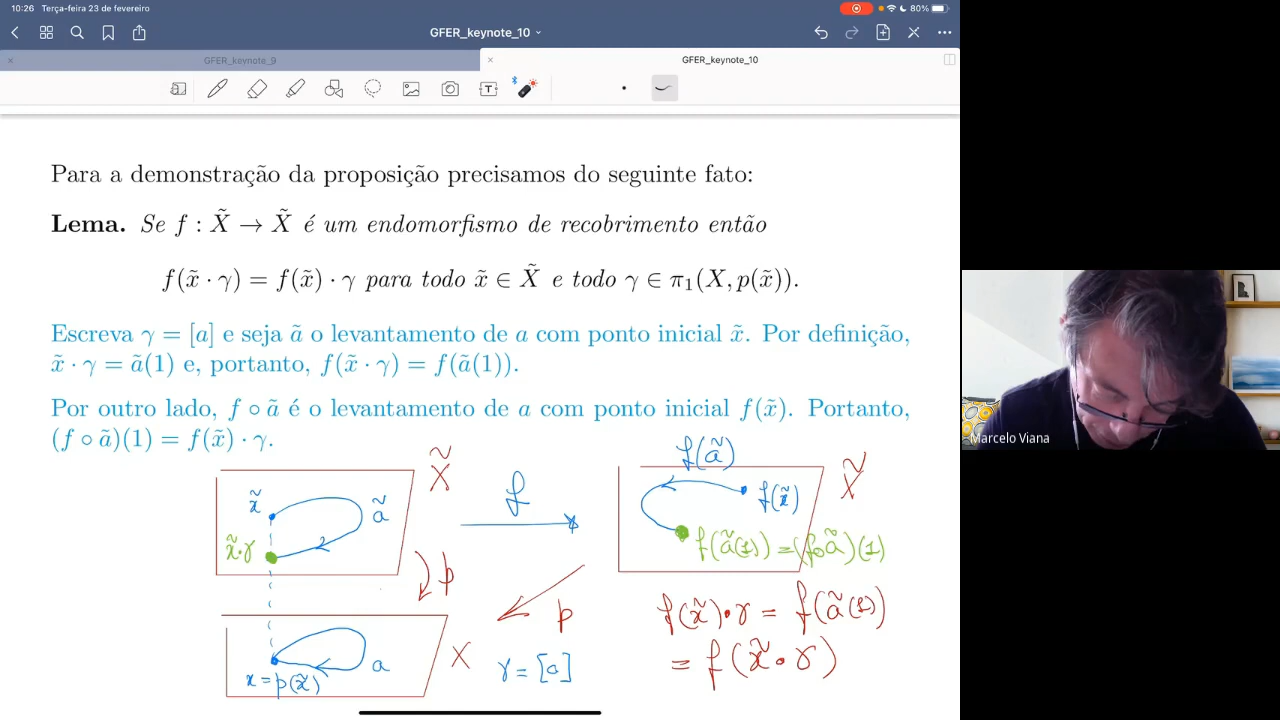 10:26 Terça-feira 23 de fevereiro 80%
GFER_keynote_10
GFER_keynote_9 GFER_keynote_10
Para a demonstração da proposição precisamos do seguinte fato:
Lema. Se f : X̃ → X̃ é um endomorfismo de recobrimento então
f(x̃ · γ) = f(x̃) · γ para todo x̃ ∈ X̃ e todo γ ∈ π₁(X, p(x̃)).
Escreva γ = [a] e seja ã o levantamento de a com ponto inicial x̃. Por definição,
x̃ · γ = ã(1) e, portanto, f(x̃ · γ) = f(ã(1)).
Por outro lado, f ∘ ã é o levantamento de a com ponto inicial f(x̃). Portanto,
(f ∘ ã)(1) = f(x̃) · γ.
X̃
f(ã)
X̃
f
x̃
ã
f(x̃)
x̃·γ
f(ã(1)) = (f∘ã)(1)
p
p
f(x̃)·γ = f(ã(1))
= f(x̃·γ)
a
X
γ = [a]
x = p(x̃)
Marcelo Viana